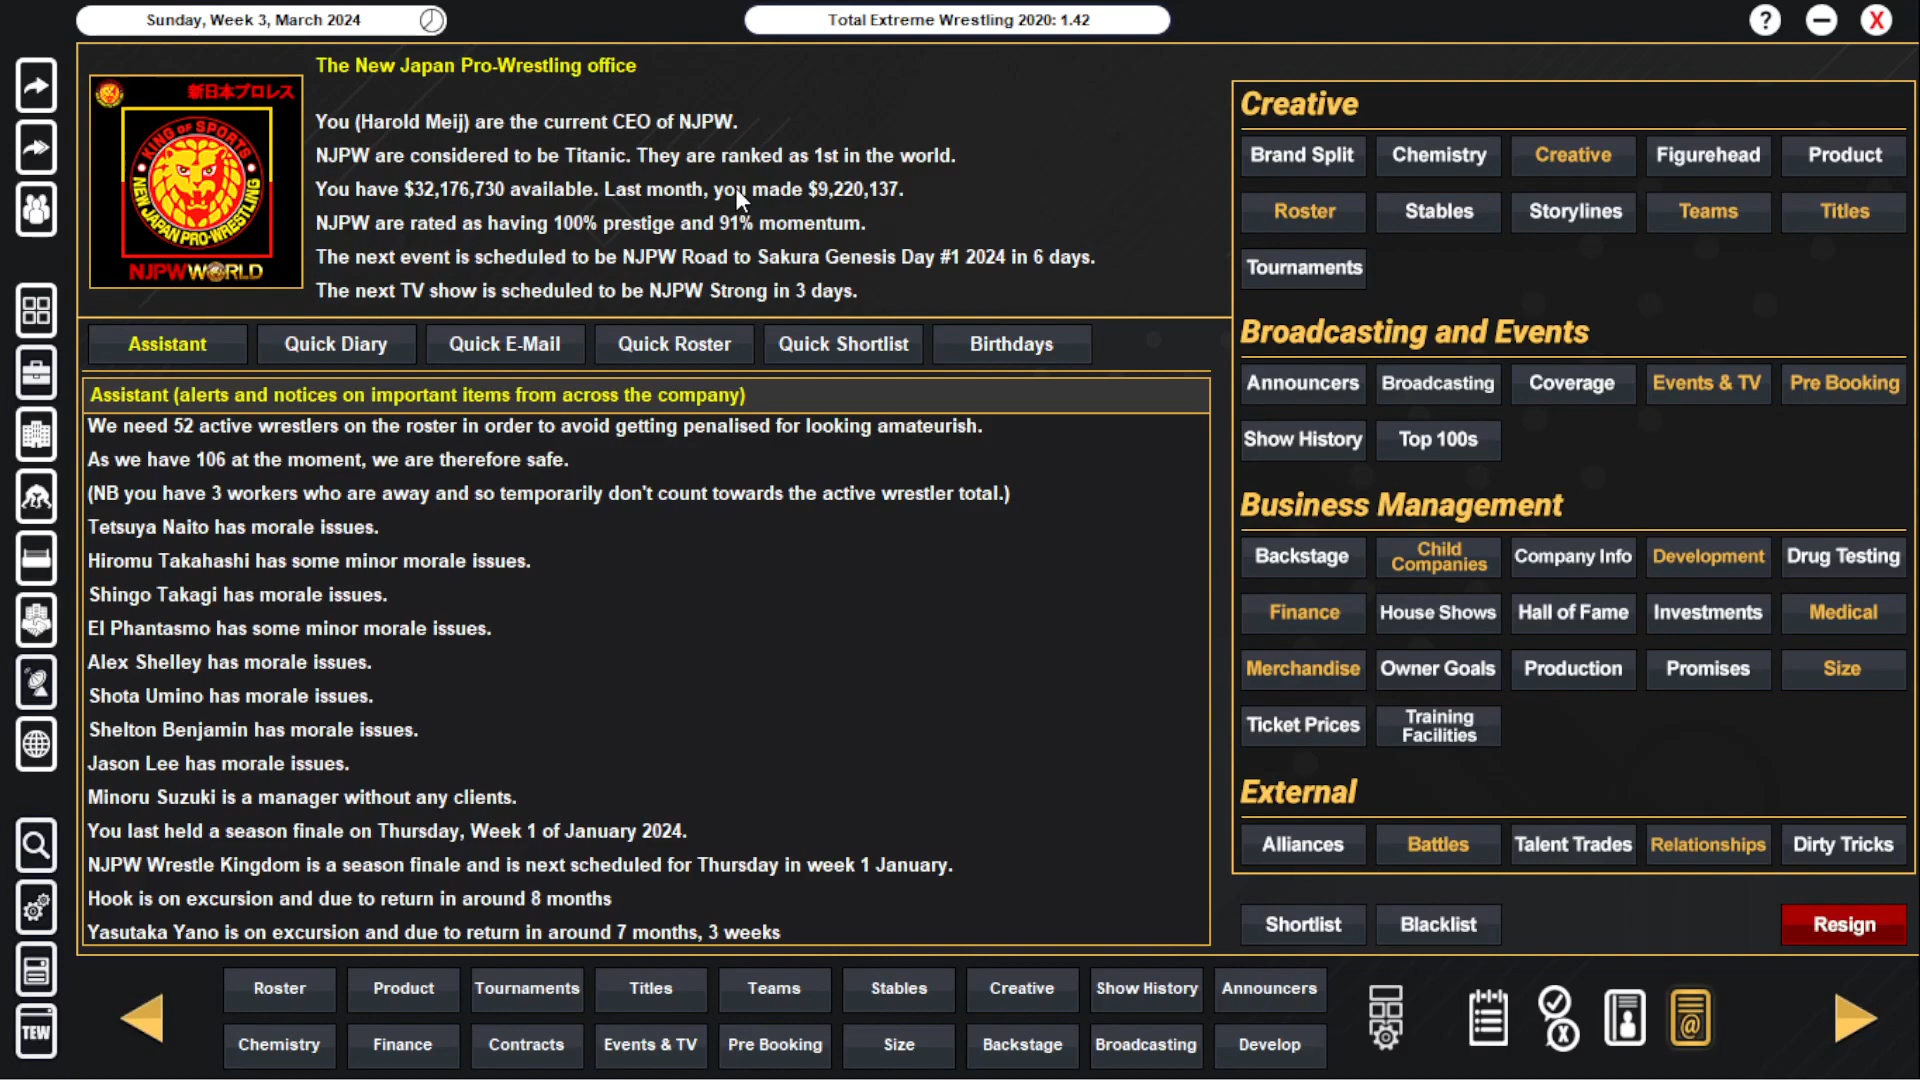 Sunday, Week 3, March 2024
Total Extreme Wrestling 2020: 1.42
?
X
新日本プロレス
KING OF SPORTS
NEW JAPAN PRO-WRESTLING
NJPWWORLD
The New Japan Pro-Wrestling office
You (Harold Meij) are the current CEO of NJPW.
NJPW are considered to be Titanic. They are ranked as 1st in the world.
You have $32,176,730 available. Last month, you made $9,220,137.
NJPW are rated as having 100% prestige and 91% momentum.
The next event is scheduled to be NJPW Road to Sakura Genesis Day #1 2024 in 6 days.
The next TV show is scheduled to be NJPW Strong in 3 days.
Assistant Quick Diary Quick E-Mail Quick Roster Quick Shortlist Birthdays
Assistant (alerts and notices on important items from across the company)
We need 52 active wrestlers on the roster in order to avoid getting penalised for looking amateurish.
As we have 106 at the moment, we are therefore safe.
(NB you have 3 workers who are away and so temporarily don't count towards the active wrestler total.)
Tetsuya Naito has morale issues.
Hiromu Takahashi has some minor morale issues.
Shingo Takagi has morale issues.
El Phantasmo has some minor morale issues.
Alex Shelley has morale issues.
Shota Umino has morale issues.
Shelton Benjamin has morale issues.
Jason Lee has morale issues.
Minoru Suzuki is a manager without any clients.
You last held a season finale on Thursday, Week 1 of January 2024.
NJPW Wrestle Kingdom is a season finale and is next scheduled for Thursday in week 1 January.
Hook is on excursion and due to return in around 8 months
Yasutaka Yano is on excursion and due to return in around 7 months, 3 weeks
Creative
Brand Split Chemistry Creative Figurehead Product
Roster Stables Storylines Teams Titles
Tournaments
Broadcasting and Events
Announcers Broadcasting Coverage Events & TV Pre Booking
Show History Top 100s
Business Management
Backstage Child Companies Company Info Development Drug Testing
Finance House Shows Hall of Fame Investments Medical
Merchandise Owner Goals Production Promises Size
Ticket Prices Training Facilities
External
Alliances Battles Talent Trades Relationships Dirty Tricks
Shortlist Blacklist Resign
TEW
Roster Product Tournaments Titles Teams Stables Creative Show History Announcers
Chemistry Finance Contracts Events & TV Pre Booking Size Backstage Broadcasting Develop
X
@